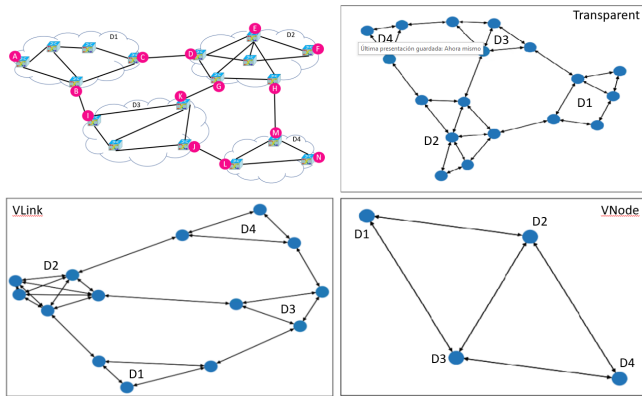 Transparent
D1
E
D2
A
C
D
F
B
G
H
K
I
D3
J
M
D4
L
N
D4
D3
Última presentación guardada: Ahora mismo
D1
D2
VLink
D4
D2
D3
D1
VNode
D1
D2
D3
D4